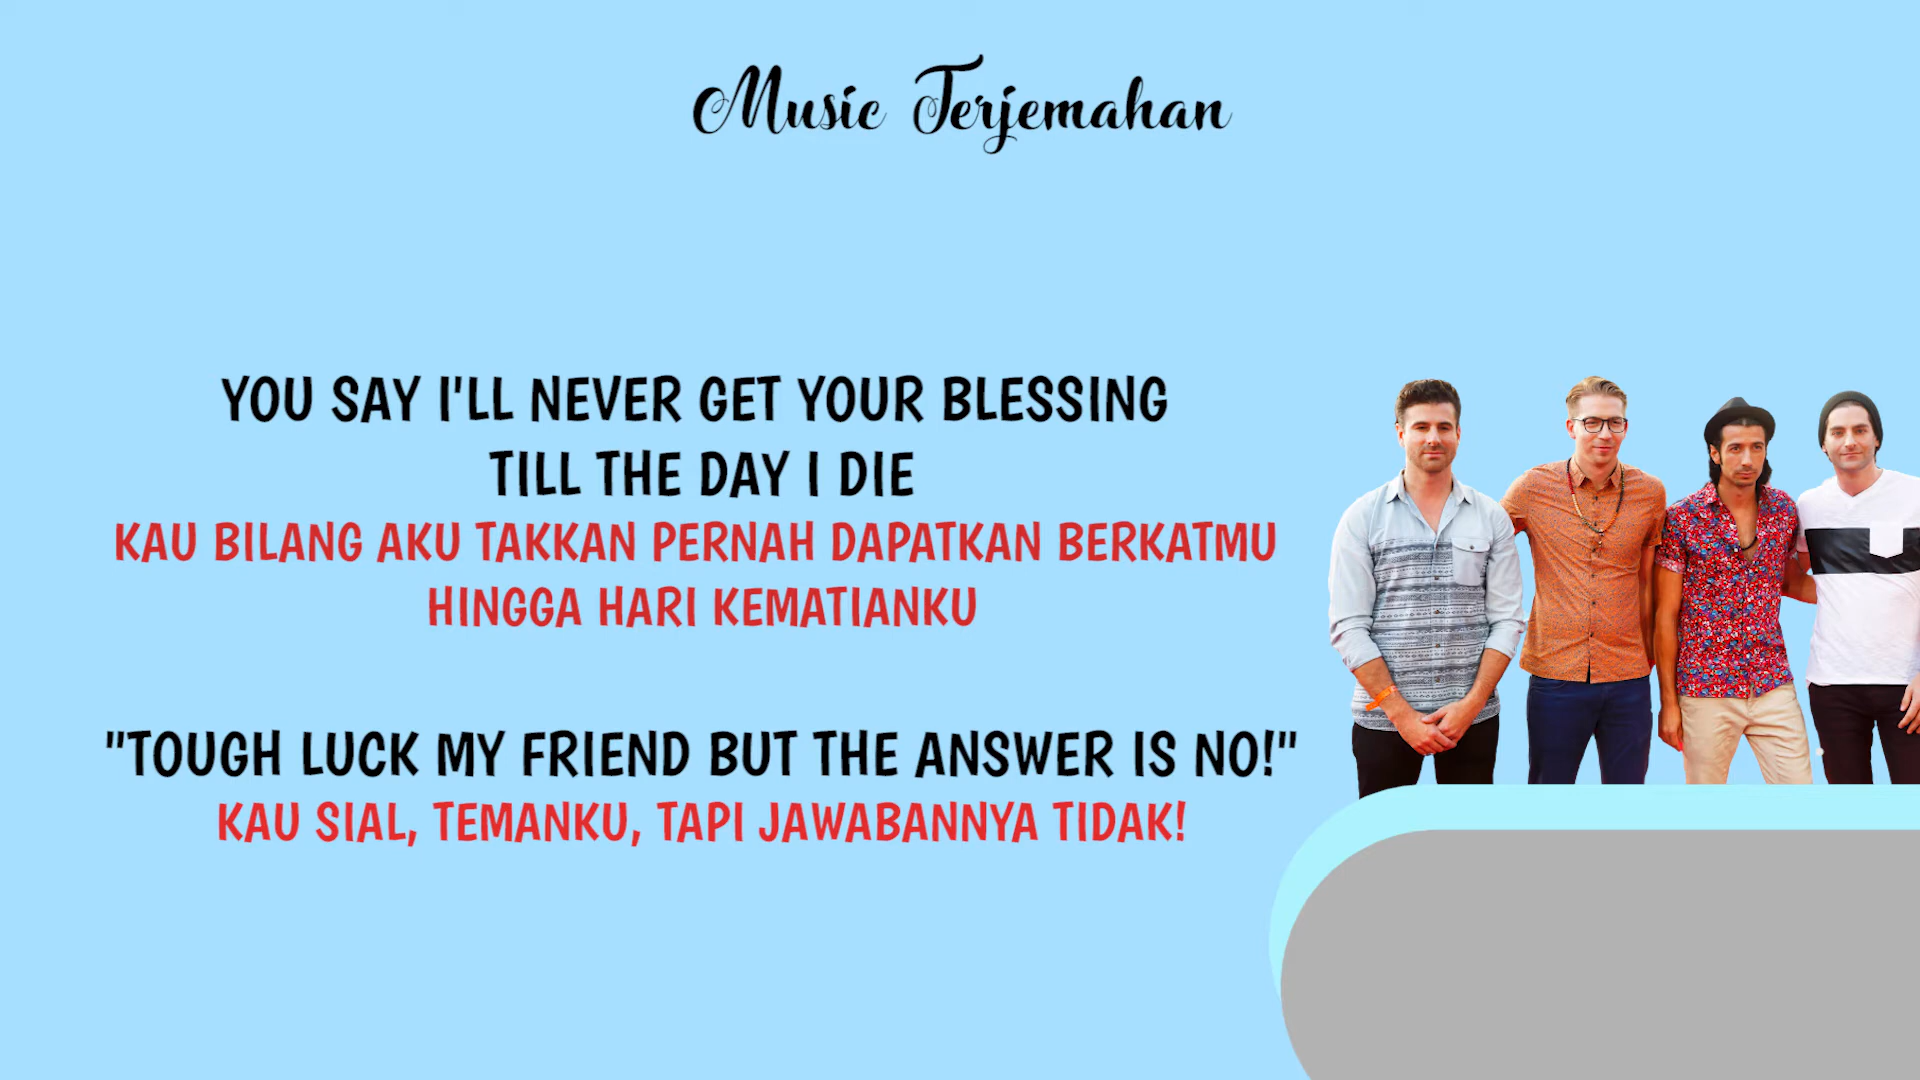 Music Terjemahan
YOU SAY I'LL NEVER GET YOUR BLESSING
TILL THE DAY I DIE
KAU BILANG AKU TAKKAN PERNAH DAPATKAN BERKATMU
HINGGA HARI KEMATIANKU
"TOUGH LUCK MY FRIEND BUT THE ANSWER IS NO!"
KAU SIAL, TEMANKU, TAPI JAWABANNYA TIDAK!